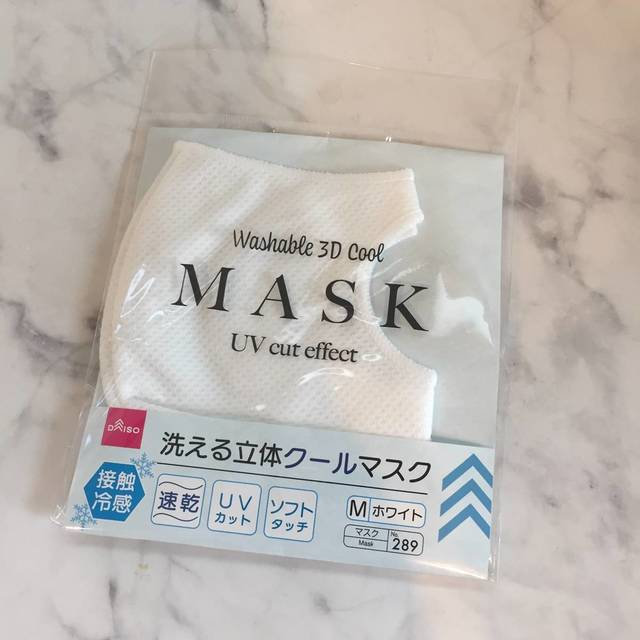 Washable 3D Cool
MASK
UV cut effect
DAISO
洗える立体クールマスク
接触
冷感
速乾
UV
カット
ソフト
タッチ
M ホワイト
マスク
Mask
No.
289